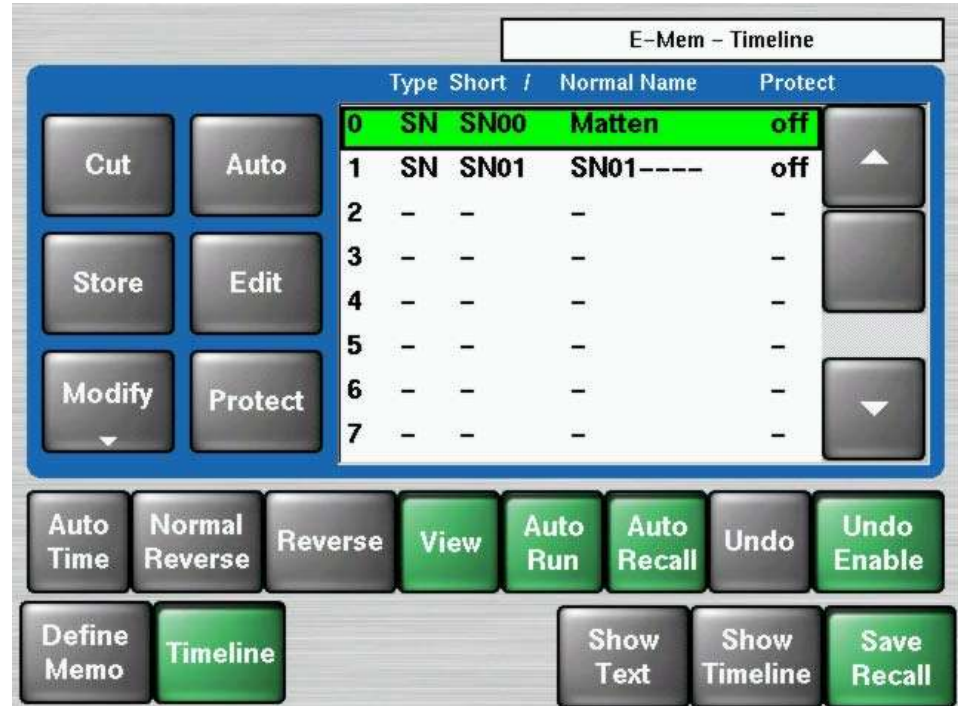 E-Mem - Timeline
Type Short / Normal Name Protect
0 SN SN00 Matten off
1 SN SN01 SN01---- off
2 - - - -
3 - - - -
4 - - - -
5 - - - -
6 - - - -
7 - - - -
Cut Auto
Store Edit
Modify Protect
Auto Time
Normal Reverse
Reverse
View
Auto Run
Auto Recall
Undo
Undo Enable
Define Memo
Timeline
Show Text
Show Timeline
Save Recall